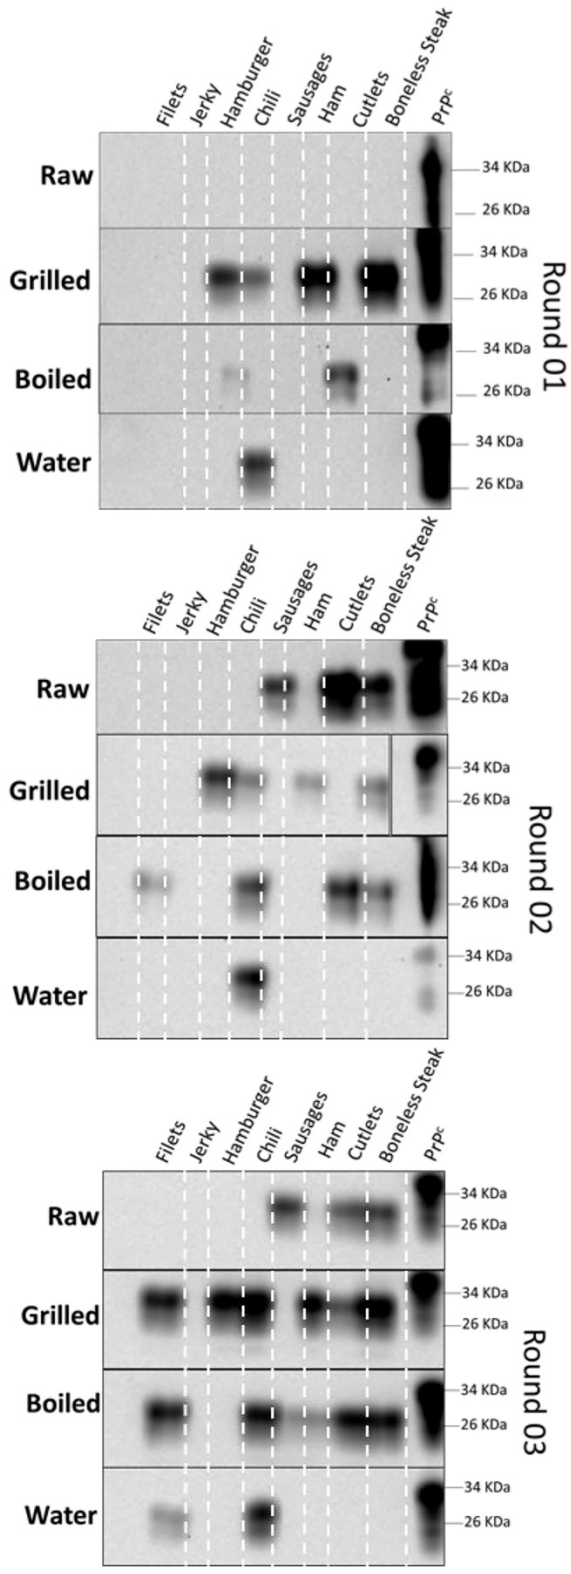 Filets Jerky Hamburger Chili Sausages Ham Cutlets Boneless Steak PrPᶜ
Raw 34 KDa
26 KDa
Grilled 34 KDa
26 KDa
Boiled 34 KDa
26 KDa
Water 34 KDa
26 KDa
Round 01
Filets Jerky Hamburger Chili Sausages Ham Cutlets Boneless Steak PrPᶜ
Raw 34 KDa
26 KDa
Grilled 34 KDa
26 KDa
Boiled 34 KDa
26 KDa
Water 34 KDa
26 KDa
Round 02
Filets Jerky Hamburger Chili Sausages Ham Cutlets Boneless Steak PrPᶜ
Raw 34 KDa
26 KDa
Grilled 34 KDa
26 KDa
Boiled 34 KDa
26 KDa
Water 34 KDa
26 KDa
Round 03